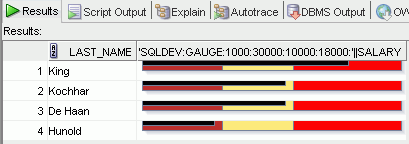 Results Script Output Explain Autotrace DBMS Output OW
Results:
LAST_NAME 'SQLDEV:GAUGE:1000:30000:10000:18000:'||SALARY
1 King
2 Kochhar
3 De Haan
4 Hunold